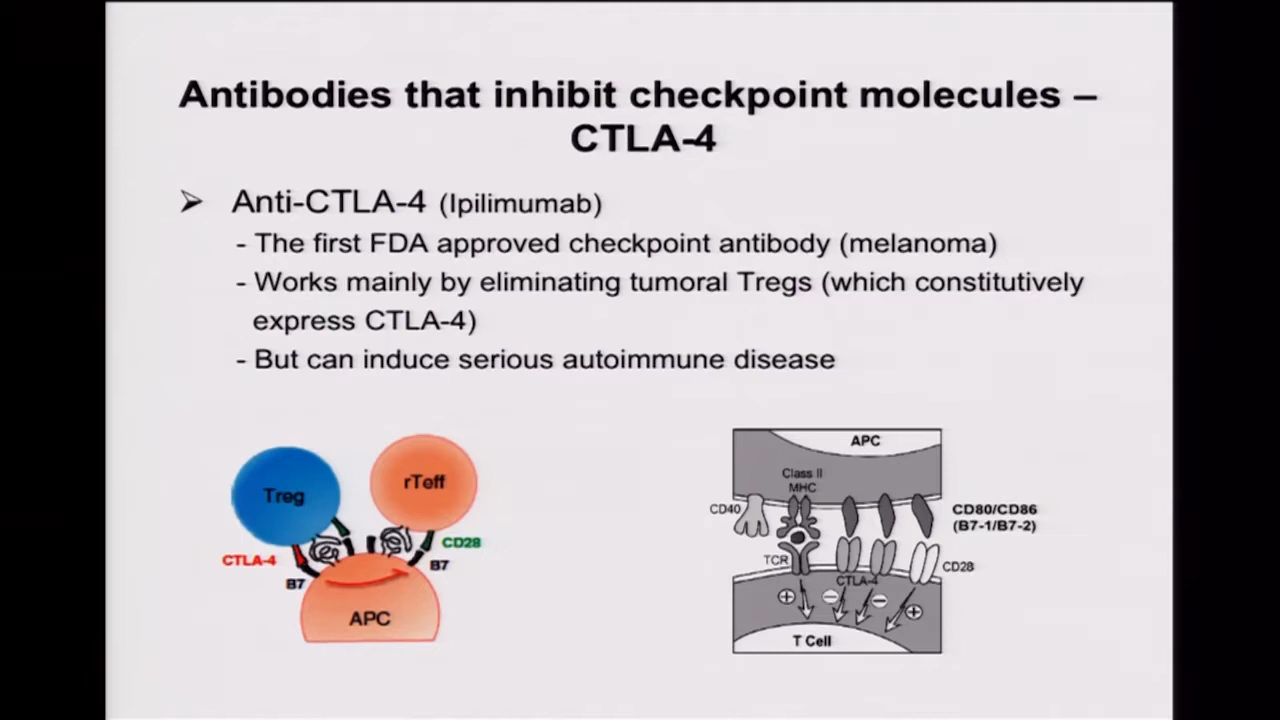 Antibodies that inhibit checkpoint molecules –
CTLA-4
➢ Anti-CTLA-4 (Ipilimumab)
- The first FDA approved checkpoint antibody (melanoma)
- Works mainly by eliminating tumoral Tregs (which constitutively
express CTLA-4)
- But can induce serious autoimmune disease
Treg
rTeff
CTLA-4
CD28
B7
B7
APC
APC
Class II
MHC
CD40
CD80/CD86
(B7-1/B7-2)
TCR
CTLA-4
CD28
+
−
−
+
T Cell